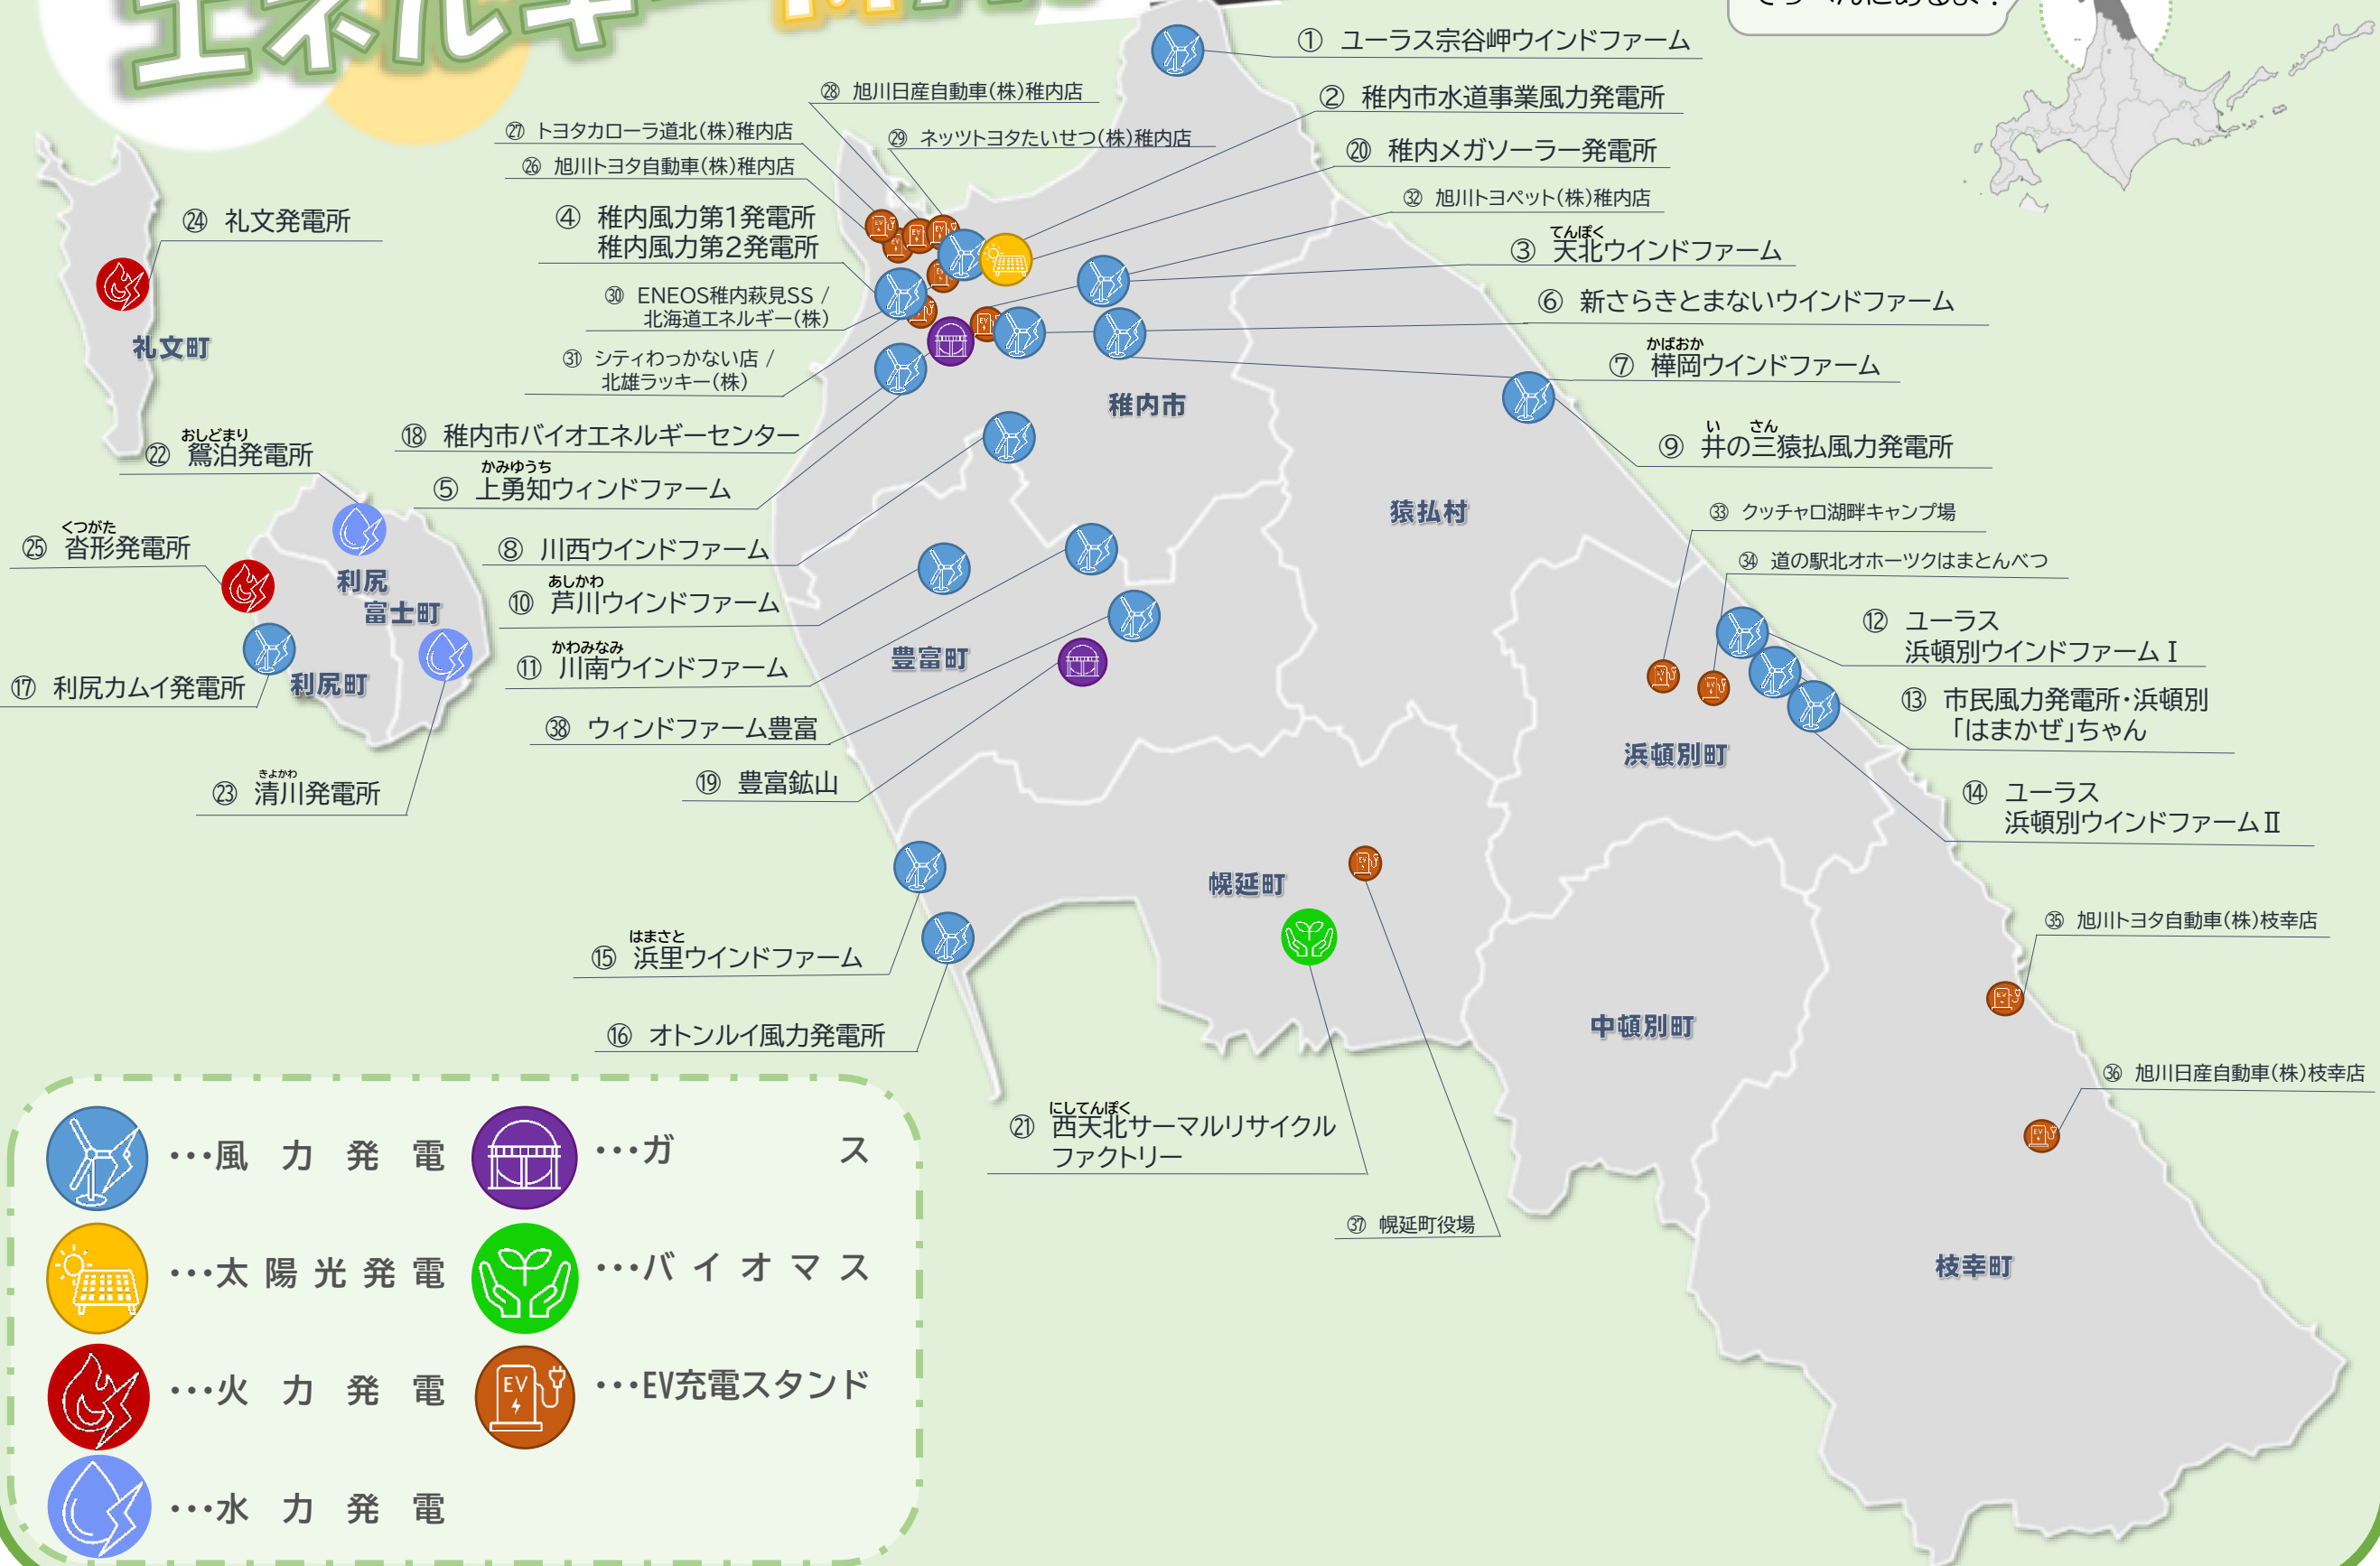 エネルギー
① ユーラス宗谷岬ウインドファーム
② 稚内市水道事業風力発電所
⑳ 稚内メガソーラー発電所
㉜ 旭川トヨペット(株)稚内店
てんぽく
③ 天北ウインドファーム
⑥ 新さらきとまないウインドファーム
かばおか
⑦ 樺岡ウインドファーム
い さん
⑨ 井の三猿払風力発電所
㉝ クッチャロ湖畔キャンプ場
㉞ 道の駅北オホーツクはまとんべつ
⑫ ユーラス
浜頓別ウインドファームⅠ
⑬ 市民風力発電所・浜頓別
「はまかぜ」ちゃん
⑭ ユーラス
浜頓別ウインドファームⅡ
㉟ 旭川トヨタ自動車(株)枝幸店
㊱ 旭川日産自動車(株)枝幸店
㉘ 旭川日産自動車(株)稚内店
㉗ トヨタカローラ道北(株)稚内店
㉙ ネッツトヨタたいせつ(株)稚内店
㉖ 旭川トヨタ自動車(株)稚内店
④ 稚内風力第1発電所
稚内風力第2発電所
㉚ ENEOS稚内萩見SS /
北海道エネルギー(株)
㉛ シティわっかない店 /
北雄ラッキー(株)
⑱ 稚内市バイオエネルギーセンター
かみゆうち
⑤ 上勇知ウィンドファーム
⑧ 川西ウインドファーム
あしかわ
⑩ 芦川ウインドファーム
かわみなみ
⑪ 川南ウインドファーム
㊳ ウィンドファーム豊富
⑲ 豊富鉱山
はまさと
⑮ 浜里ウインドファーム
⑯ オトンルイ風力発電所
にしてんぽく
㉑ 西天北サーマルリサイクル
ファクトリー
㊲ 幌延町役場
㉔ 礼文発電所
礼文町
おしどまり
㉒ 鴛泊発電所
くつがた
㉕ 沓形発電所
利尻
富士町
⑰ 利尻カムイ発電所
利尻町
きよかわ
㉓ 清川発電所
稚内市
猿払村
豊富町
浜頓別町
幌延町
中頓別町
枝幸町
･･･風力発電
･･･太陽光発電
･･･火力発電
･･･水力発電
･･･ガス
･･･バイオマス
EV
･･･EV充電スタンド